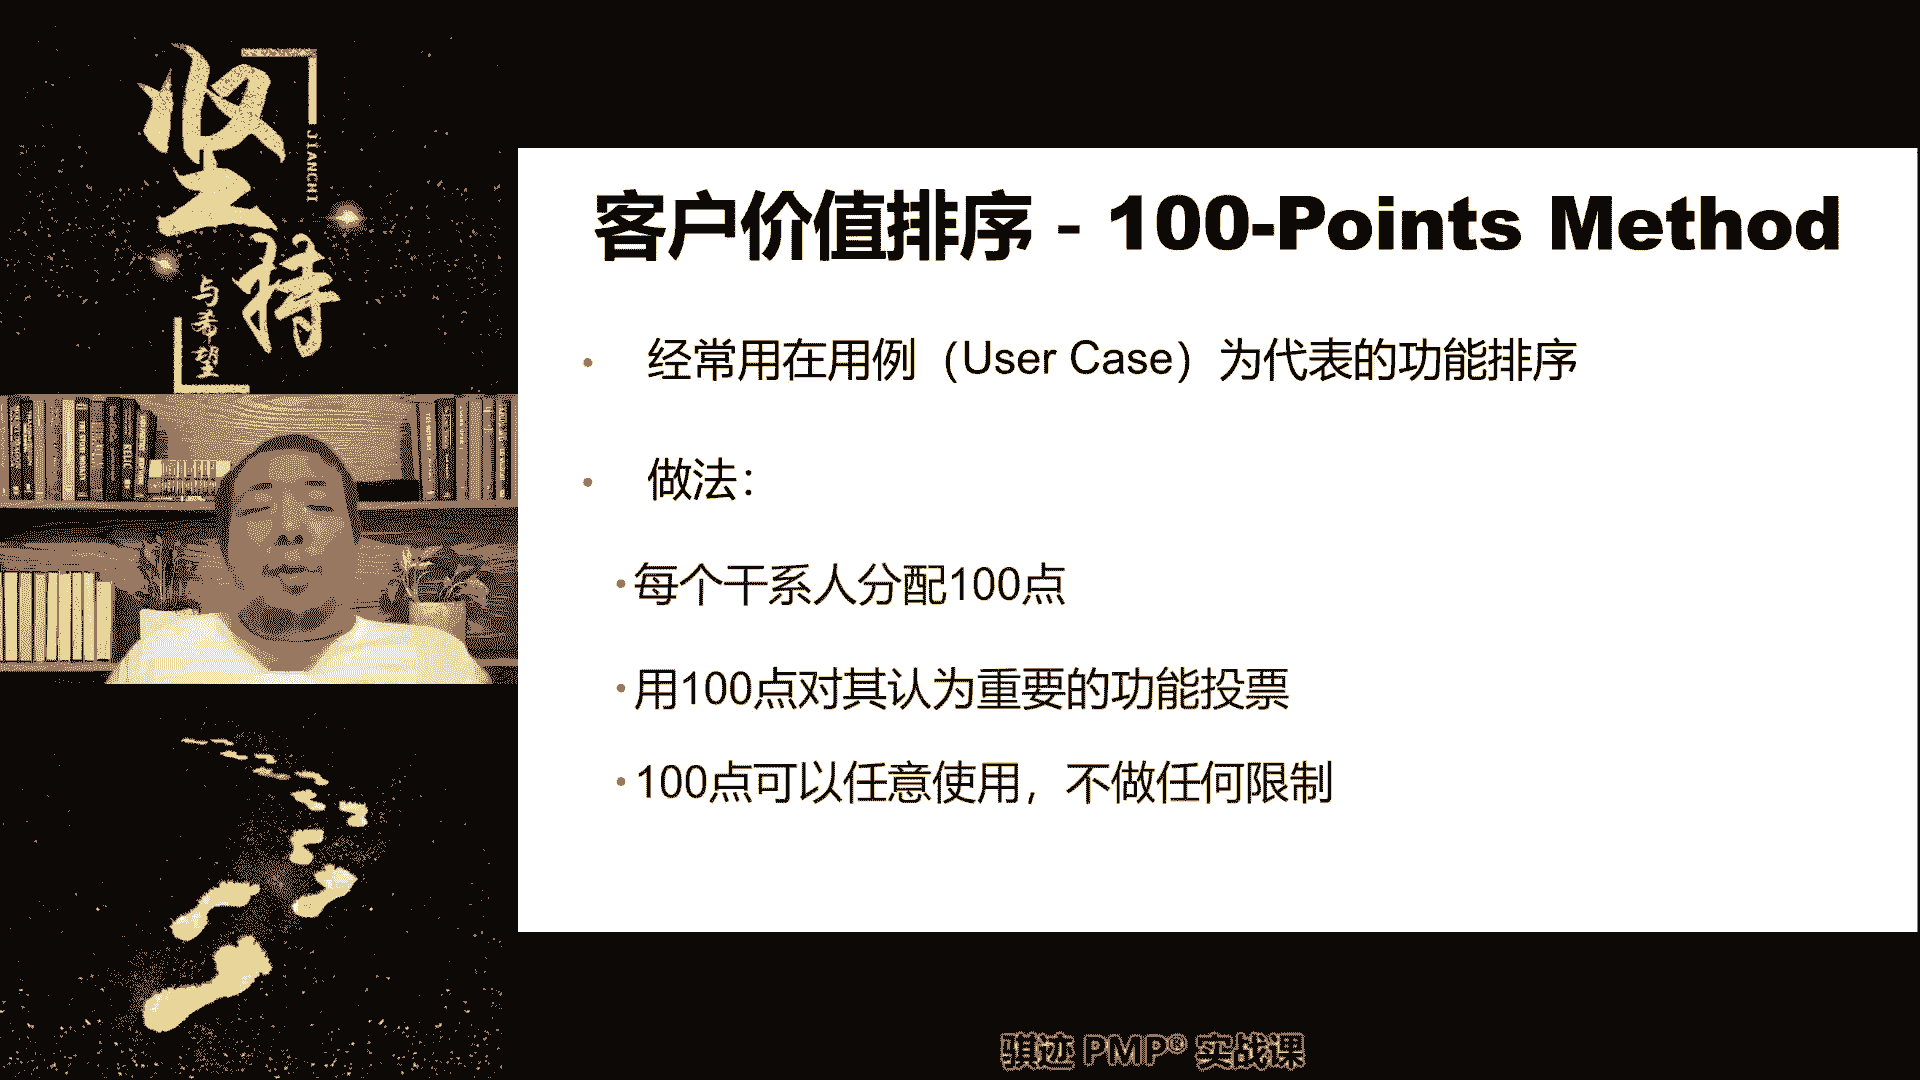 坚持
JIANCHI
与希望
客户价值排序 - 100-Points Method
• 经常用在用例（User Case）为代表的功能排序
• 做法：
• 每个干系人分配100点
• 用100点对其认为重要的功能投票
• 100点可以任意使用，不做任何限制
骐迹 PMP® 实战课